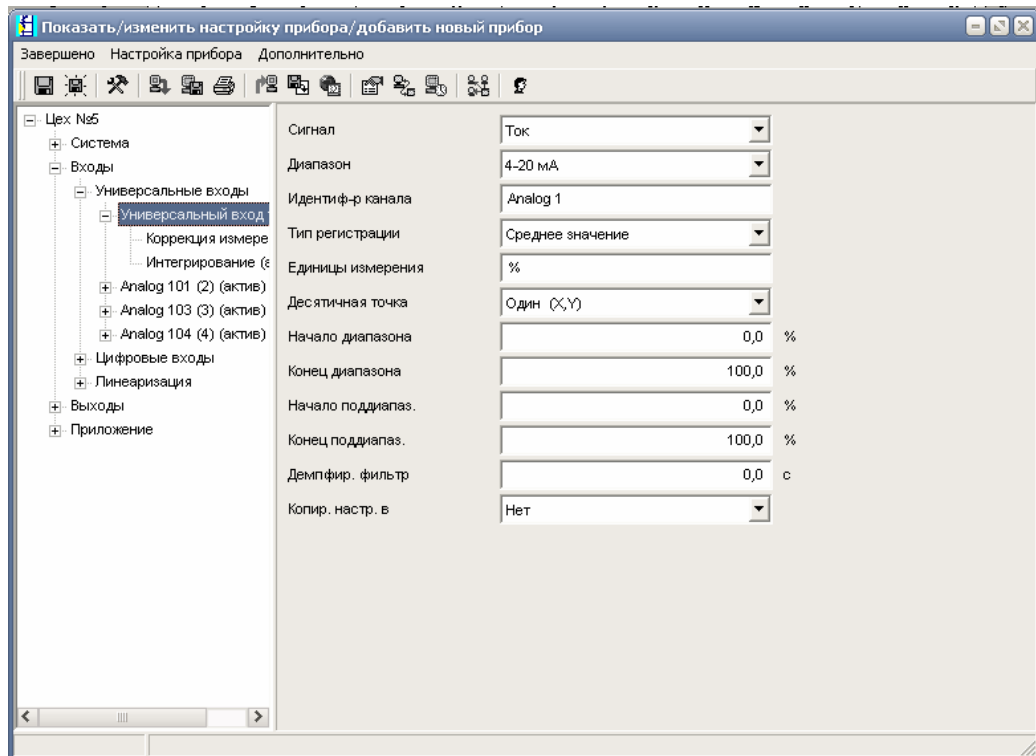 Показать/изменить настройку прибора/добавить новый прибор
Завершено Настройка прибора Дополнительно
Цех №5
Система
Входы
Универсальные входы
Универсальный вход
Коррекция измере
Интегрирование (а
Analog 101 (2) (актив)
Analog 103 (3) (актив)
Analog 104 (4) (актив)
Цифровые входы
Линеаризация
Выходы
Приложение
Сигнал Ток
Диапазон 4-20 мА
Идентиф-р канала Analog 1
Тип регистрации Среднее значение
Единицы измерения %
Десятичная точка Один (X,Y)
Начало диапазона 0,0 %
Конец диапазона 100,0 %
Начало поддиапаз. 0,0 %
Конец поддиапаз. 100,0 %
Демпфир. фильтр 0,0 с
Копир. настр. в Нет